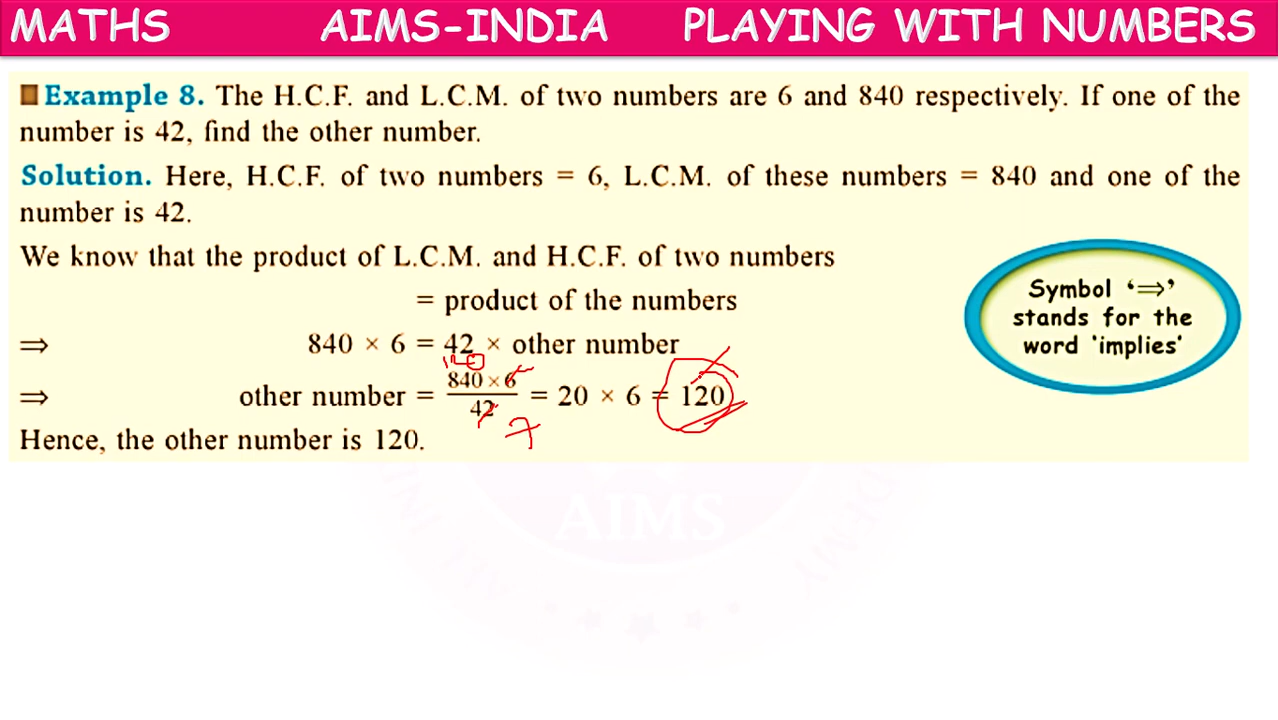 MATHS AIMS-INDIA PLAYING WITH NUMBERS
Example 8. The H.C.F. and L.C.M. of two numbers are 6 and 840 respectively. If one of the
number is 42, find the other number.
Solution. Here, H.C.F. of two numbers = 6, L.C.M. of these numbers = 840 and one of the
number is 42.
We know that the product of L.C.M. and H.C.F. of two numbers
= product of the numbers
⇒ 840 × 6 = 42 × other number
120
⇒ other number = 840 × 6 / 42 = 20 × 6 = 120
7
Hence, the other number is 120.
Symbol ‘⇒’
stands for the
word ‘implies’
AIMS